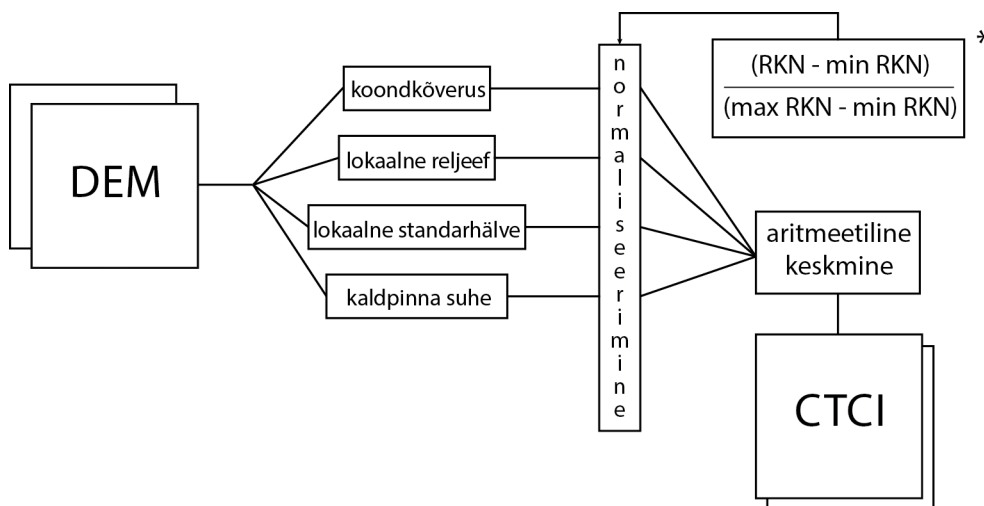 DEM
koondkõverus
lokaalne reljeef
lokaalne standarhälve
kaldpinna suhe
normaliseerimine
(RKN - min RKN)
(max RKN - min RKN)
*
aritmeetiline
keskmine
CTCI